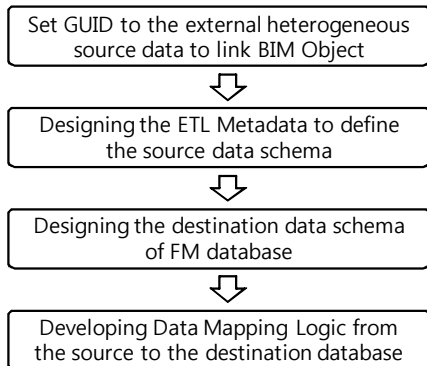 Set GUID to the external heterogeneous
source data to link BIM Object
Designing the ETL Metadata to define
the source data schema
Designing the destination data schema
of FM database
Developing Data Mapping Logic from
the source to the destination database